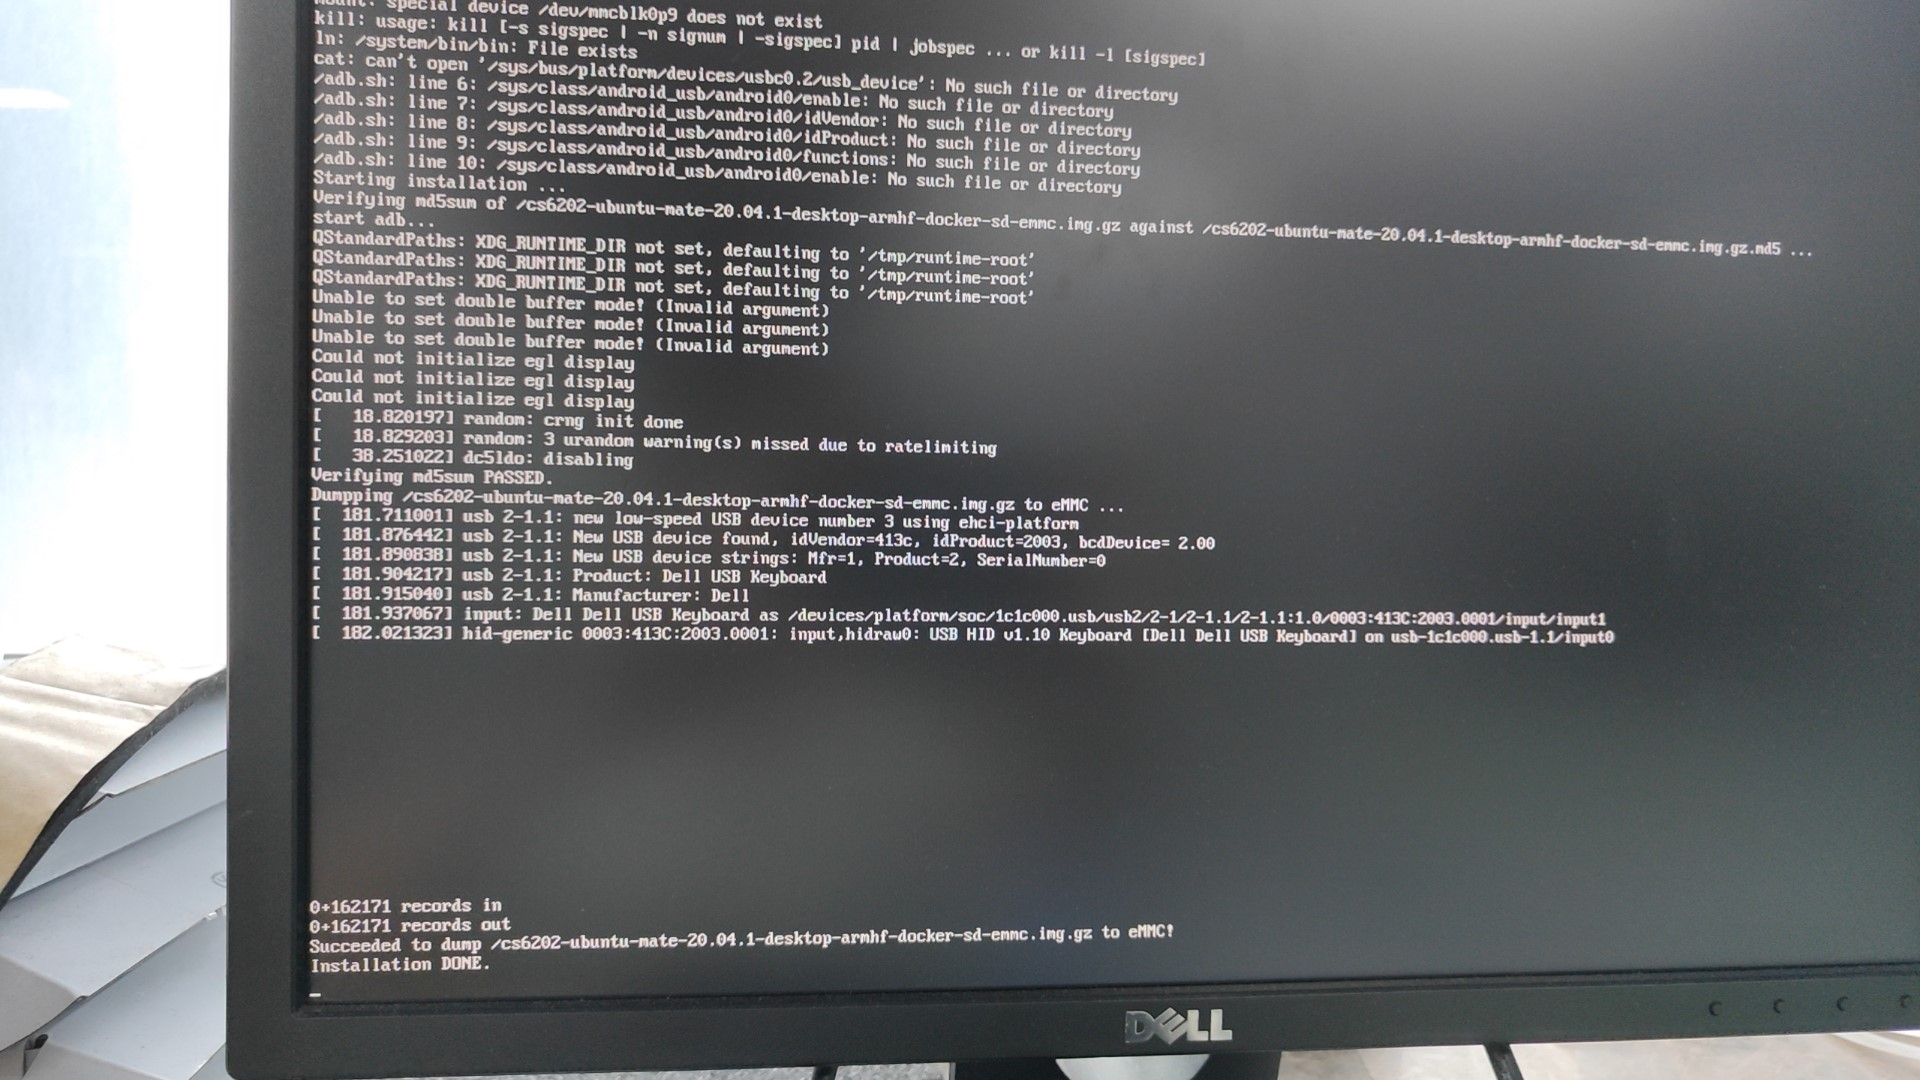 mount: special device /dev/mmcblk0p9 does not exist
kill: usage: kill [-s sigspec | -n signum | -sigspec] pid | jobspec ... or kill -l [sigspec]
ln: /system/bin/bin: File exists
cat: can't open '/sys/bus/platform/devices/usbc0.2/usb_device': No such file or directory
/adb.sh: line 6: /sys/class/android_usb/android0/enable: No such file or directory
/adb.sh: line 7: /sys/class/android_usb/android0/idVendor: No such file or directory
/adb.sh: line 8: /sys/class/android_usb/android0/idProduct: No such file or directory
/adb.sh: line 9: /sys/class/android_usb/android0/functions: No such file or directory
/adb.sh: line 10: /sys/class/android_usb/android0/enable: No such file or directory
Starting installation ...
Verifying md5sum of /cs6202-ubuntu-mate-20.04.1-desktop-armhf-docker-sd-emmc.img.gz against /cs6202-ubuntu-mate-20.04.1-desktop-armhf-docker-sd-emmc.img.gz.md5 ...
start adb...
QStandardPaths: XDG_RUNTIME_DIR not set, defaulting to '/tmp/runtime-root'
QStandardPaths: XDG_RUNTIME_DIR not set, defaulting to '/tmp/runtime-root'
QStandardPaths: XDG_RUNTIME_DIR not set, defaulting to '/tmp/runtime-root'
Unable to set double buffer mode! (Invalid argument)
Unable to set double buffer mode! (Invalid argument)
Unable to set double buffer mode! (Invalid argument)
Could not initialize egl display
Could not initialize egl display
Could not initialize egl display
[   18.820197] random: crng init done
[   18.829203] random: 3 urandom warning(s) missed due to ratelimiting
[   38.251022] dc5ldo: disabling
Verifying md5sum PASSED.
Dumpping /cs6202-ubuntu-mate-20.04.1-desktop-armhf-docker-sd-emmc.img.gz to eMMC ...
[  181.711001] usb 2-1.1: new low-speed USB device number 3 using ehci-platform
[  181.876442] usb 2-1.1: New USB device found, idVendor=413c, idProduct=2003, bcdDevice= 2.00
[  181.890838] usb 2-1.1: New USB device strings: Mfr=1, Product=2, SerialNumber=0
[  181.904217] usb 2-1.1: Product: Dell USB Keyboard
[  181.915040] usb 2-1.1: Manufacturer: Dell
[  181.937067] input: Dell Dell USB Keyboard as /devices/platform/soc/1c1c000.usb/usb2/2-1/2-1.1/2-1.1:1.0/0003:413C:2003.0001/input/input1
[  182.021323] hid-generic 0003:413C:2003.0001: input,hidraw0: USB HID v1.10 Keyboard [Dell Dell USB Keyboard] on usb-1c1c000.usb-1.1/input0
0+162171 records in
0+162171 records out
Succeeded to dump /cs6202-ubuntu-mate-20.04.1-desktop-armhf-docker-sd-emmc.img.gz to eMMC!
Installation DONE.
DELL